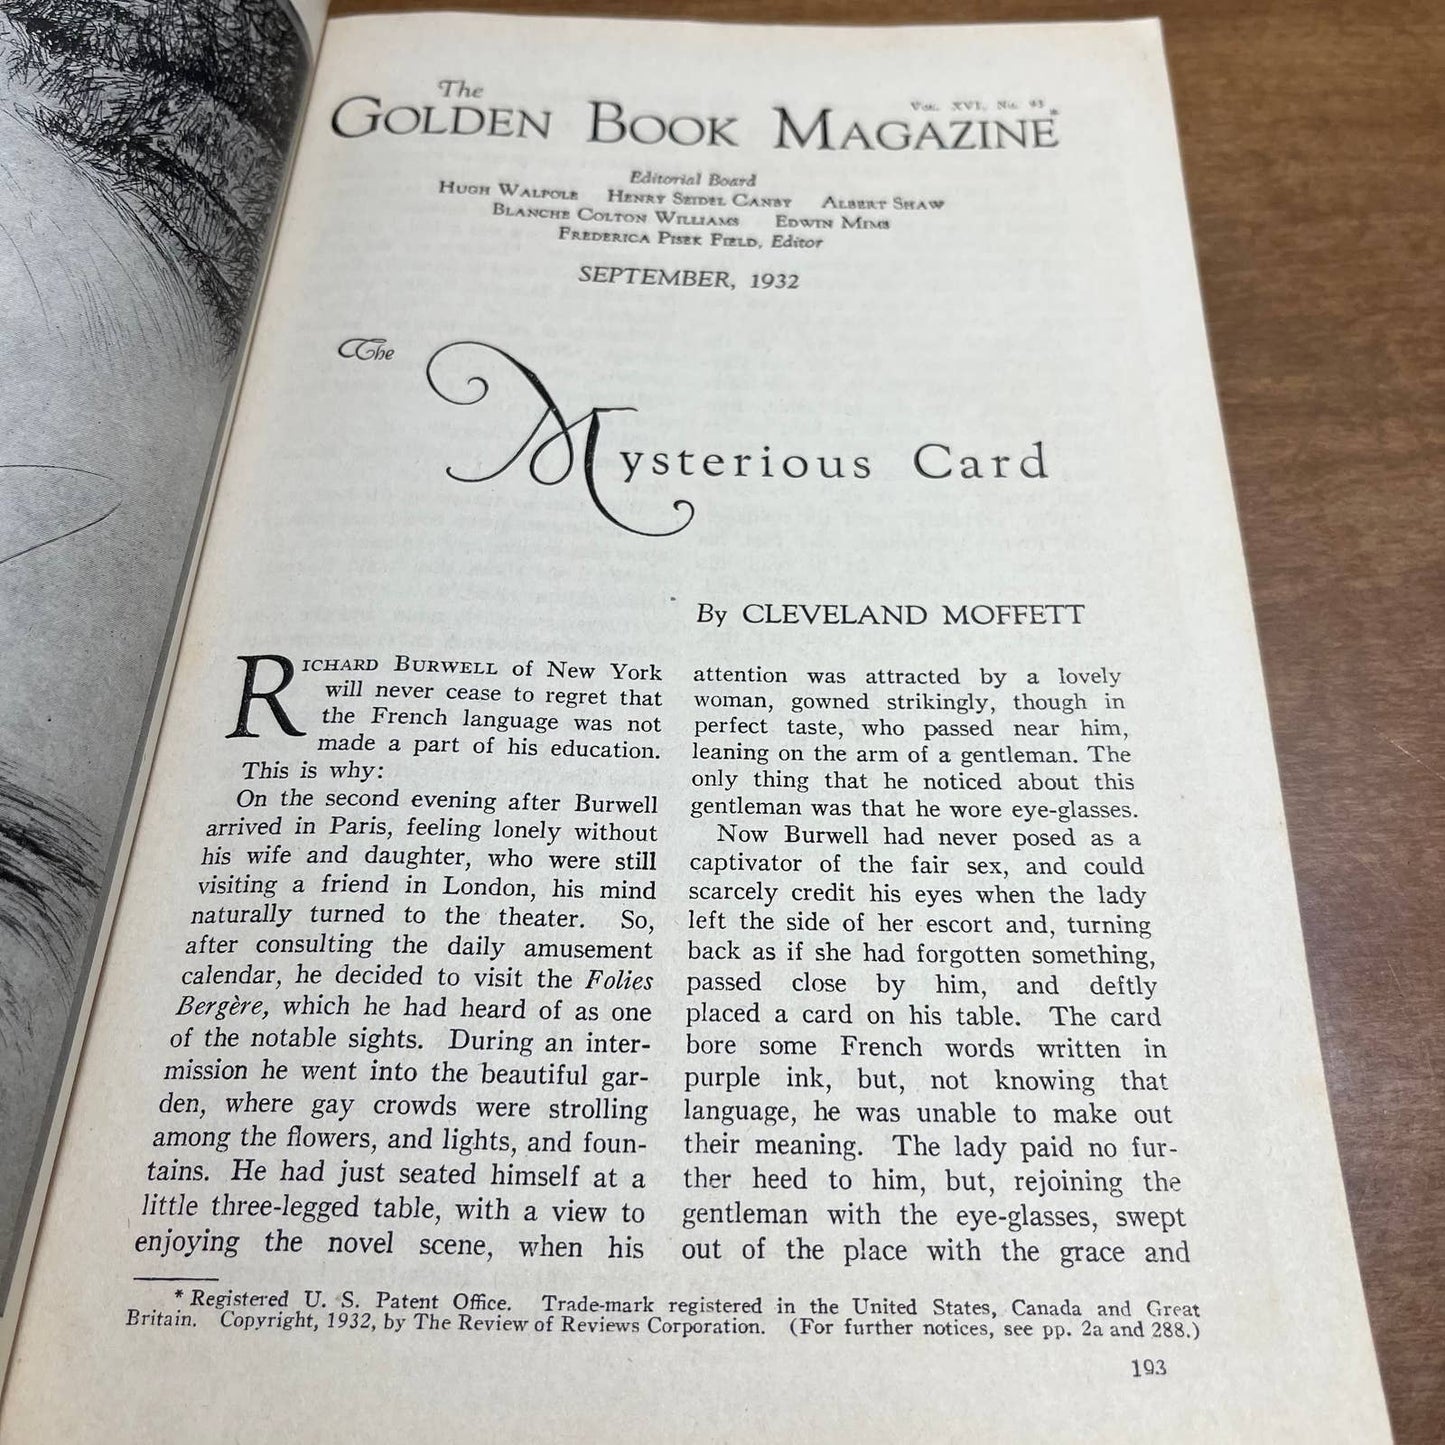 The
GOLDEN BOOK MAGAZINE*
VOL. XVI, No. 93
Editorial Board
HUGH WALPOLE HENRY SEIDEL CANBY ALBERT SHAW
BLANCHE COLTON WILLIAMS EDWIN MIMS
FREDERICA PISEK FIELD, Editor
SEPTEMBER, 1932
The
Mysterious Card
By CLEVELAND MOFFETT
RICHARD BURWELL of New York
will never cease to regret that
the French language was not
made a part of his education.
This is why:
On the second evening after Burwell
arrived in Paris, feeling lonely without
his wife and daughter, who were still
visiting a friend in London, his mind
naturally turned to the theater. So,
after consulting the daily amusement
calendar, he decided to visit the Folies
Bergère, which he had heard of as one
of the notable sights. During an inter-
mission he went into the beautiful gar-
den, where gay crowds were strolling
among the flowers, and lights, and foun-
tains. He had just seated himself at a
little three-legged table, with a view to
enjoying the novel scene, when his
attention was attracted by a lovely
woman, gowned strikingly, though in
perfect taste, who passed near him,
leaning on the arm of a gentleman. The
only thing that he noticed about this
gentleman was that he wore eye-glasses.
Now Burwell had never posed as a
captivator of the fair sex, and could
scarcely credit his eyes when the lady
left the side of her escort and, turning
back as if she had forgotten something,
passed close by him, and deftly
placed a card on his table. The card
bore some French words written in
purple ink, but, not knowing that
language, he was unable to make out
their meaning. The lady paid no fur-
ther heed to him, but, rejoining the
gentleman with the eye-glasses, swept
out of the place with the grace and
* Registered U. S. Patent Office. Trade-mark registered in the United States, Canada and Great
Britain. Copyright, 1932, by The Review of Reviews Corporation. (For further notices, see pp. 2a and 288.)
193